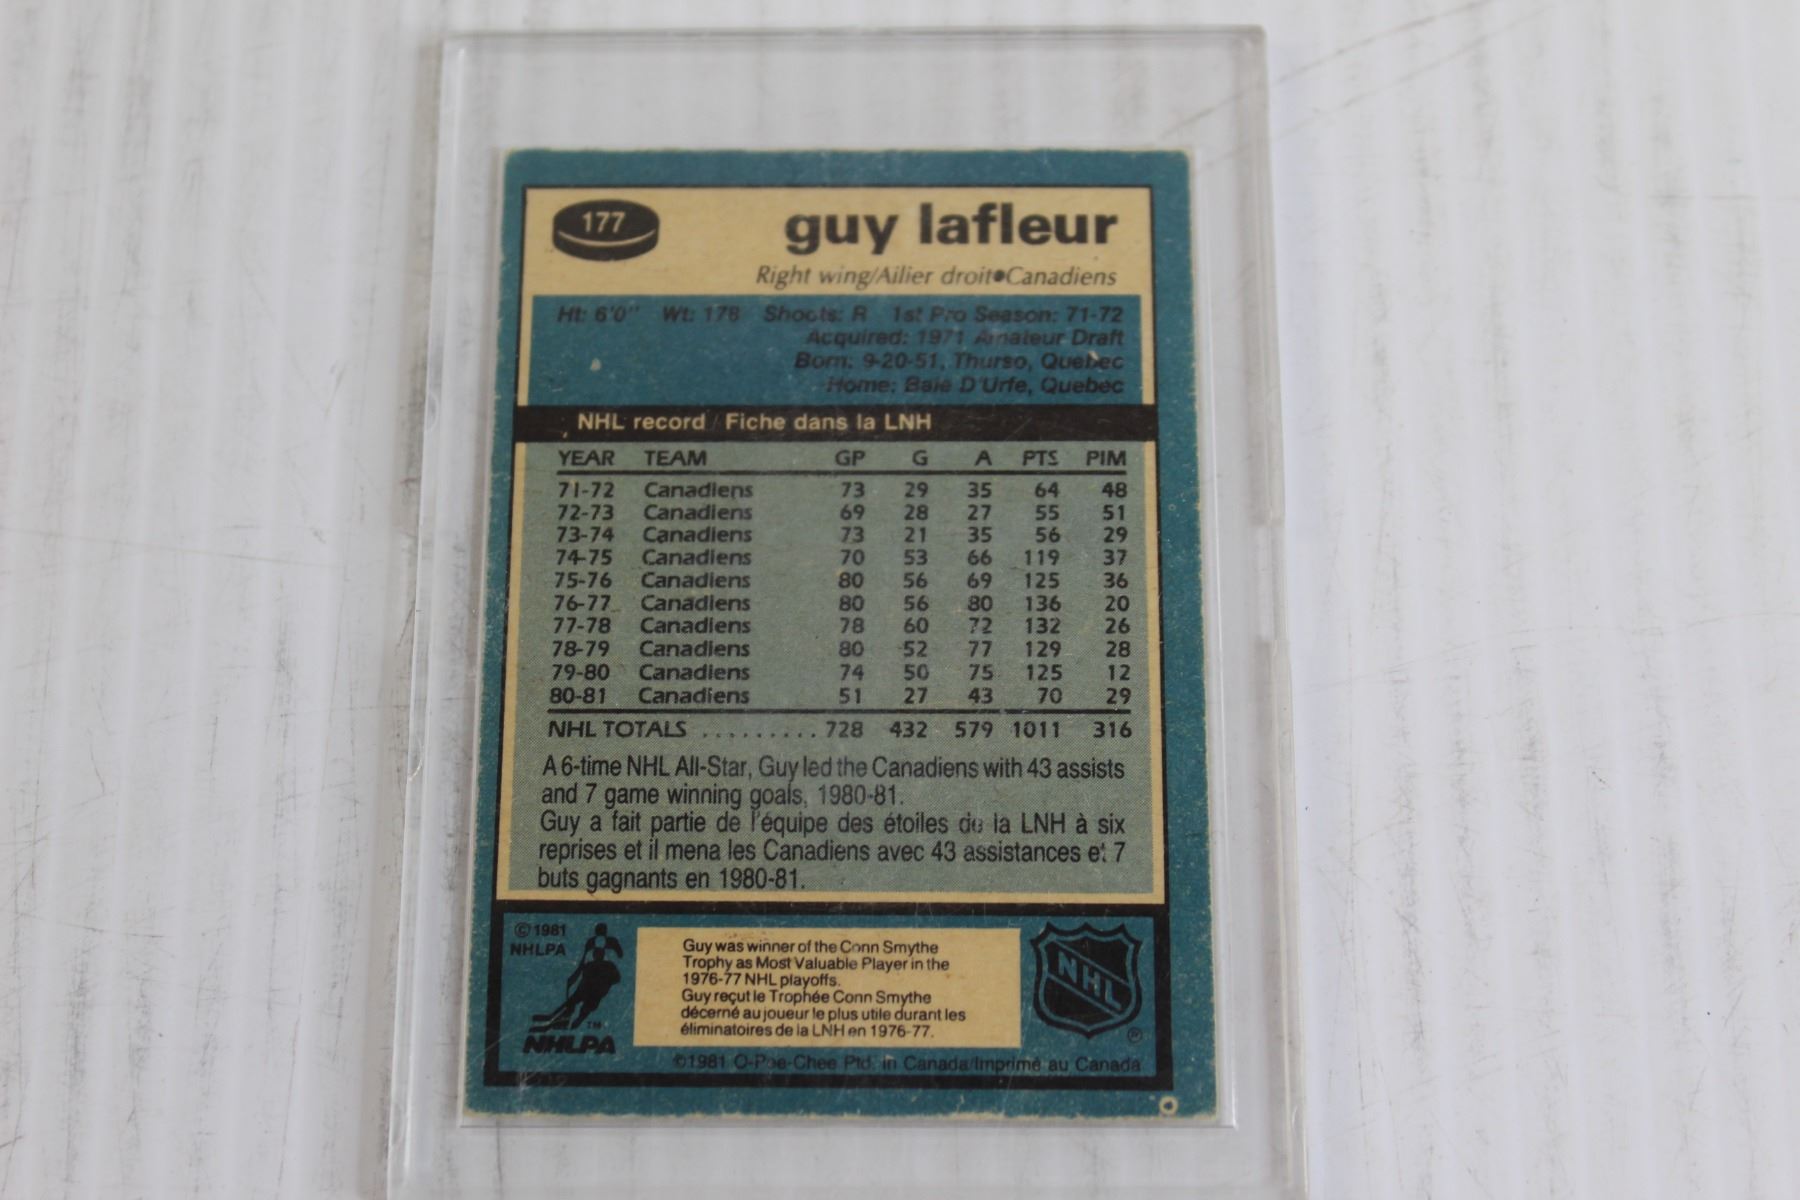 177
guy lafleur
Right wing/Ailier droit•Canadiens
Ht: 6'0" Wt: 178 Shoots: R 1st Pro Season: 71-72
Acquired: 1971 Amateur Draft
Born: 9-20-51, Thurso, Quebec
Home: Baie D'Urfe, Quebec
NHL record / Fiche dans la LNH
YEAR TEAM GP G A PTS PIM
71-72 Canadiens 73 29 35 64 48
72-73 Canadiens 69 28 27 55 51
73-74 Canadiens 73 21 35 56 29
74-75 Canadiens 70 53 66 119 37
75-76 Canadiens 80 56 69 125 36
76-77 Canadiens 80 56 80 136 20
77-78 Canadiens 78 60 72 132 26
78-79 Canadiens 80 52 77 129 28
79-80 Canadiens 74 50 75 125 12
80-81 Canadiens 51 27 43 70 29
NHL TOTALS ......... 728 432 579 1011 316
A 6-time NHL All-Star, Guy led the Canadiens with 43 assists
and 7 game winning goals, 1980-81.
Guy a fait partie de l'équipe des étoiles de la LNH à six
reprises et il mena les Canadiens avec 43 assistances et 7
buts gagnants en 1980-81.
© 1981
NHLPA
TM
NHLPA
Guy was winner of the Conn Smythe
Trophy as Most Valuable Player in the
1976-77 NHL playoffs.
Guy reçut le Trophée Conn Smythe
décerné au joueur le plus utile durant les
éliminatoires de la LNH en 1976-77.
NHL
®
©1981 O-Pee-Chee Ptd. in Canada/Imprimé au Canada